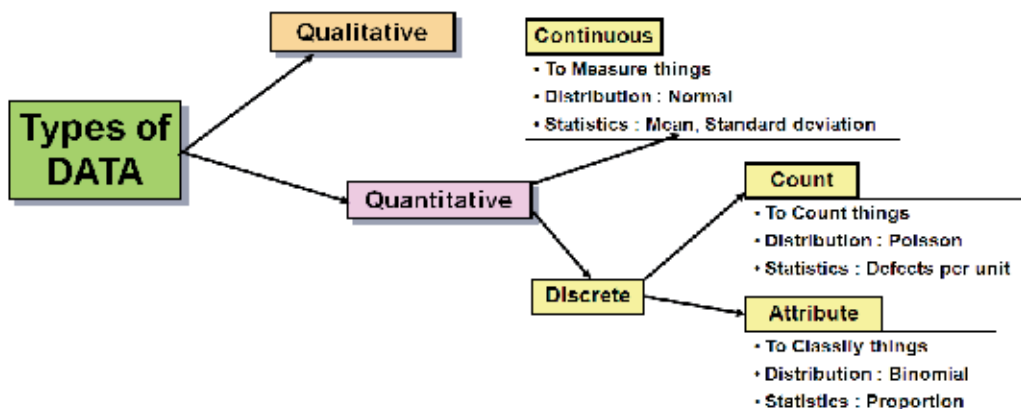 Types of
DATA
Qualitative
Quantitative
Continuous
• To Measure things
• Distribution : Normal
• Statistics : Mean, Standard deviation
Discrete
Count
• To Count things
• Distribution : Poisson
• Statistics : Defects per unit
Attribute
• To Classify things
• Distribution : Binomial
• Statistics : Proportion